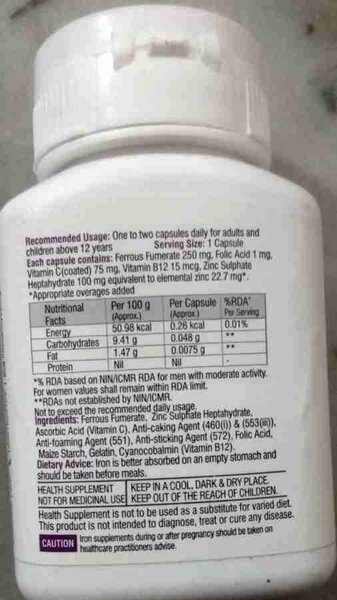 Recommended Usage: One to two capsules daily for adults and
children above 12 years Serving Size: 1 Capsule
Each capsule contains: Ferrous Fumerate 250 mg, Folic Acid 1 mg,
Vitamin C(coated) 75 mg, Vitamin B12 15 mcg, Zinc Sulphate
Heptahydrate 100 mg equivalent to elemental zinc 22.7 mg*.
*Appropriate overages added
Nutritional Facts Per 100 g (Approx.) Per Capsule (Approx.) %RDA* Per Serving
Energy 50.98 kcal 0.26 kcal 0.01%
Carbohydrates 9.41 g 0.048 g **
Fat 1.47 g 0.0075 g **
Protein Nil Nil -
*% RDA based on NIN/ICMR RDA for men with moderate activity.
For women values shall remain within RDA limit.
**RDAs not established by NIN/ICMR.
Not to exceed the recommended daily usage.
Ingredients: Ferrous Fumerate, Zinc Sulphate Heptahydrate,
Ascorbic Acid (Vitamin C), Anti-caking Agent (460(i) & (553(iii)),
Anti-foaming Agent (551), Anti-sticking Agent (572), Folic Acid,
Maize Starch, Gelatin, Cyanocobalmin (Vitamin B12).
Dietary Advice: Iron is better absorbed on an empty stomach and
should be taken before meals.
HEALTH SUPPLEMENT KEEP IN A COOL, DARK & DRY PLACE.
NOT FOR MEDICINAL USE KEEP OUT OF THE REACH OF CHILDREN.
Health Supplement is not to be used as a substitute for varied diet.
This product is not intended to diagnose, treat or cure any disease.
CAUTION Iron supplements during or after pregnancy should be taken on
healthcare practitioners advise.